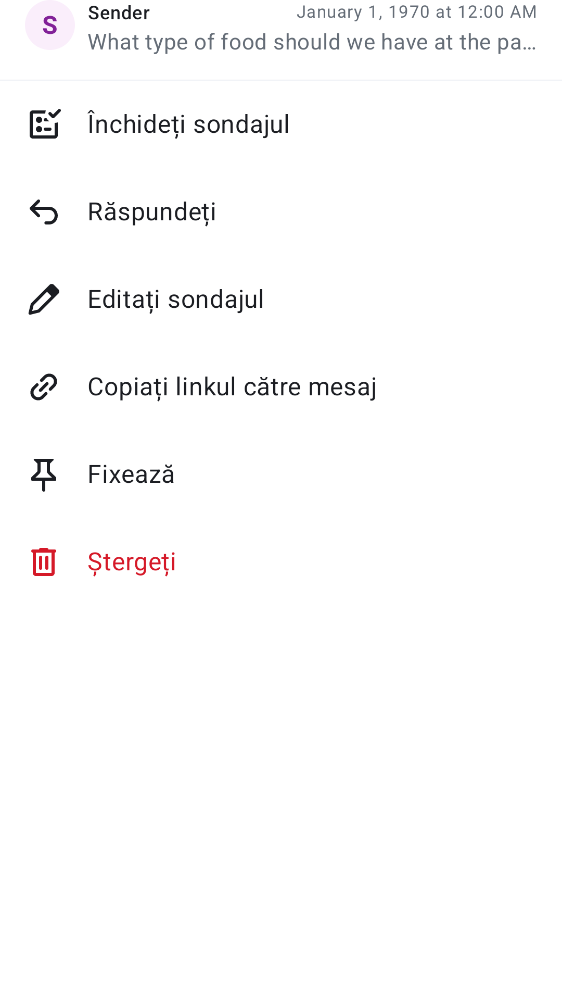 S
Sender
January 1, 1970 at 12:00 AM
What type of food should we have at the pa…
Închideți sondajul
Răspundeți
Editați sondajul
Copiați linkul către mesaj
Fixează
Ștergeți